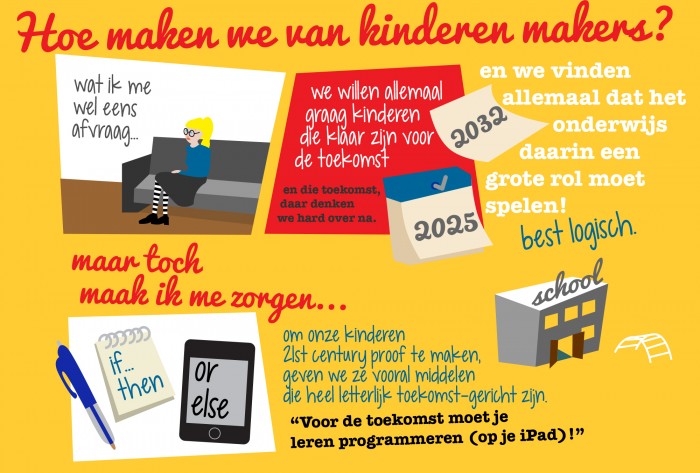 Hoe maken we van kinderen makers?
wat ik me
wel eens
afvraag...
we willen allemaal
graag kinderen
die klaar zijn voor
de toekomst
en die toekomst,
daar denken
we hard over na.
2032
2025
en we vinden
allemaal dat het
onderwijs
daarin een
grote rol moet
spelen!
best logisch.
school
maar toch
maak ik me zorgen...
if...
then
or
else
om onze kinderen
21st century proof te maken,
geven we ze vooral middelen
die heel letterlijk toekomst-gericht zijn.
“Voor de toekomst moet je
leren programmeren (op je iPad)!”